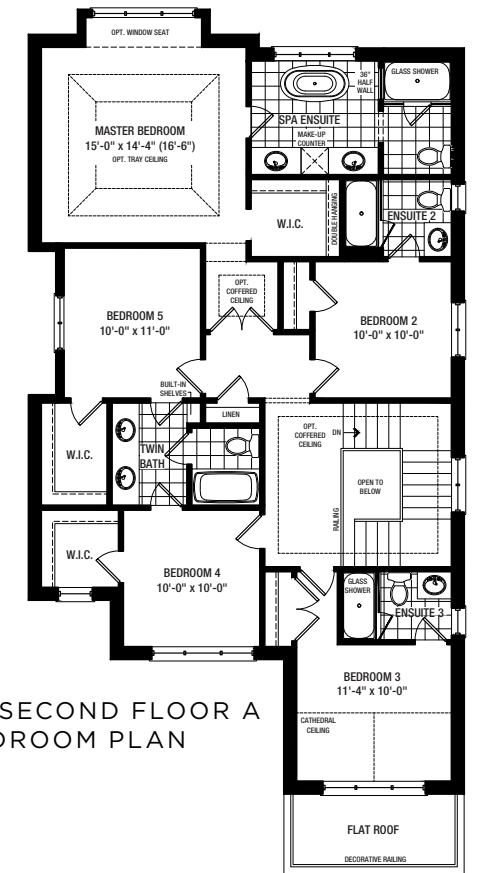 OPT. WINDOW SEAT
GLASS SHOWER
36"
HALF
WALL
SPA ENSUITE
MAKE-UP
COUNTER
MASTER BEDROOM
15'-0" x 14'-4" (16'-6")
OPT. TRAY CEILING
W.I.C.
DOUBLE HANGING
ENSUITE 2
OPT.
COFFERED
CEILING
BEDROOM 5
10'-0" x 11'-0"
BEDROOM 2
10'-0" x 10'-0"
BUILT-IN
SHELVES
LINEN
W.I.C.
TWIN
BATH
OPT.
COFFERED
CEILING
DN
OPEN TO
BELOW
RAILING
W.I.C.
BEDROOM 4
10'-0" x 10'-0"
GLASS
SHOWER
ENSUITE 3
BEDROOM 3
11'-4" x 10'-0"
CATHEDRAL
CEILING
SECOND FLOOR A
DROOM PLAN
FLAT ROOF
DECORATIVE RAILING